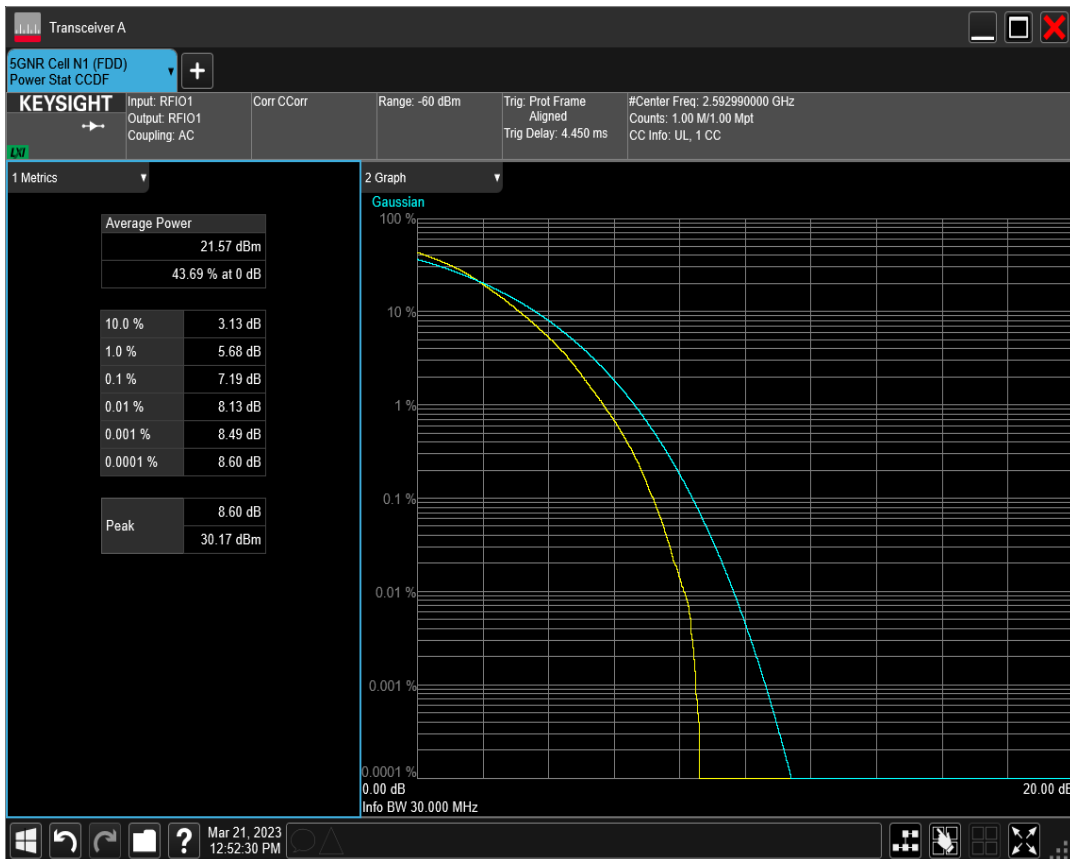 Transceiver A
5GNR Cell N1 (FDD)
Power Stat CCDF
+
KEYSIGHT
LXI
Input: RFIO1
Output: RFIO1
Coupling: AC
Corr CCorr
Range: -60 dBm
Trig: Prot Frame
Aligned
Trig Delay: 4.450 ms
#Center Freq: 2.592990000 GHz
Counts: 1.00 M/1.00 Mpt
CC Info: UL, 1 CC
1 Metrics
Average Power
21.57 dBm
43.69 % at 0 dB
10.0 % 3.13 dB
1.0 % 5.68 dB
0.1 % 7.19 dB
0.01 % 8.13 dB
0.001 % 8.49 dB
0.0001 % 8.60 dB
Peak
8.60 dB
30.17 dBm
2 Graph
Gaussian
100 %
10 %
1 %
0.1 %
0.01 %
0.001 %
0.0001 %
0.00 dB 20.00 dB
Info BW 30.000 MHz
?
Mar 21, 2023
12:52:30 PM